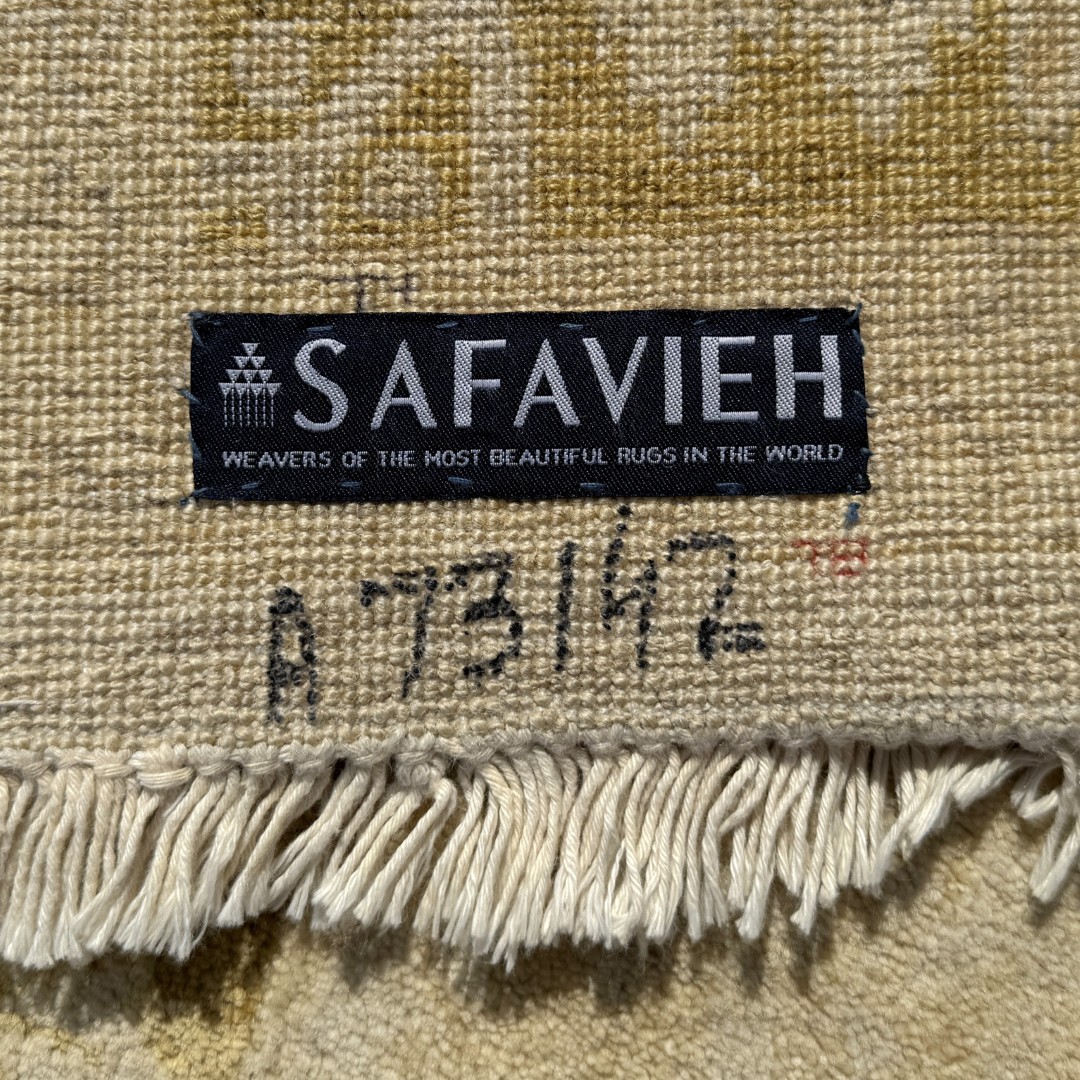 SAFAVIEH
WEAVERS OF THE MOST BEAUTIFUL RUGS IN THE WORLD
A 73142